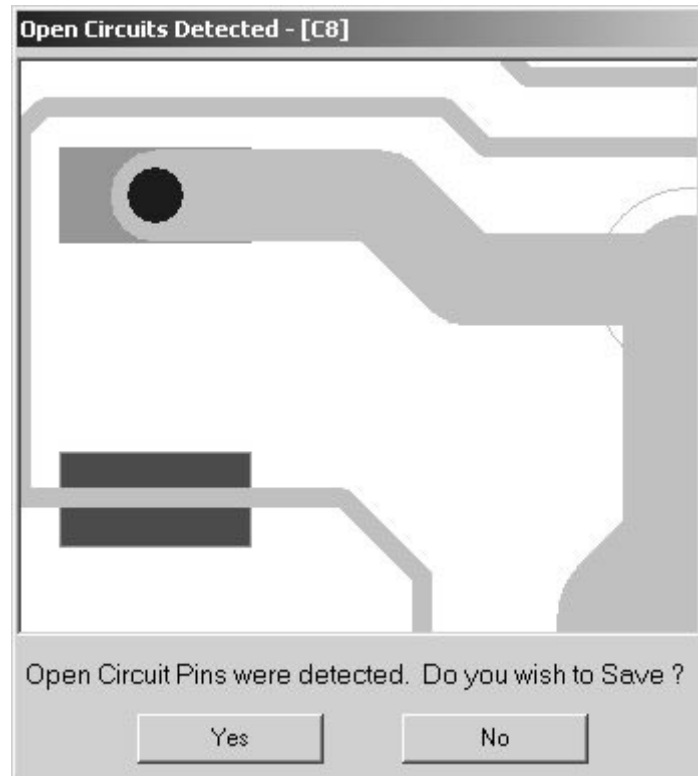 Open Circuits Detected - [C8]
Open Circuit Pins were detected. Do you wish to Save ?
Yes
No